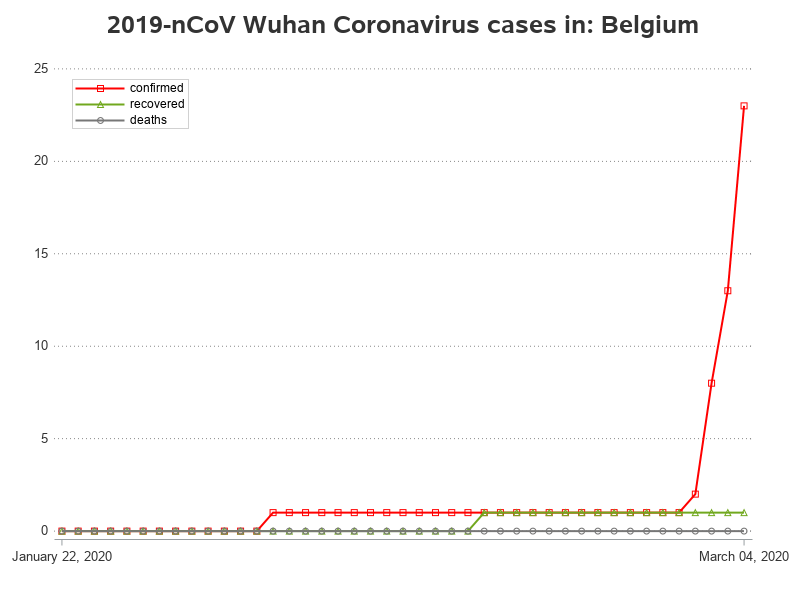 2019-nCoV Wuhan Coronavirus cases in: Belgium
25
confirmed
recovered
deaths
20
15
10
5
0
January 22, 2020
March 04, 2020